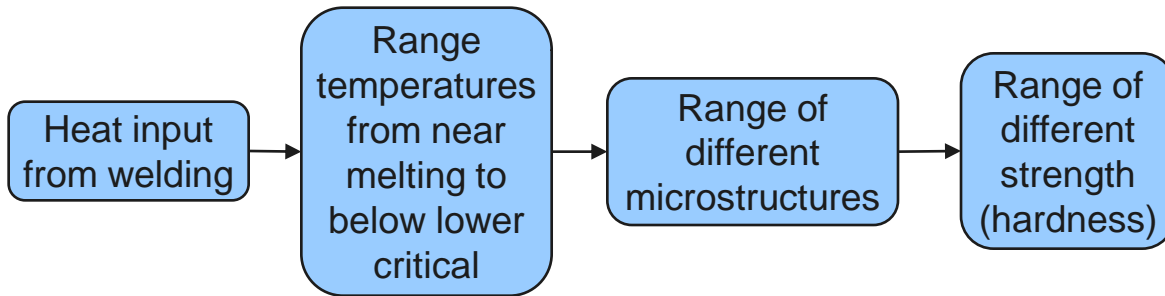 Heat input
from welding
Range
temperatures
from near
melting to
below lower
critical
Range of
different
microstructures
Range of
different
strength
(hardness)